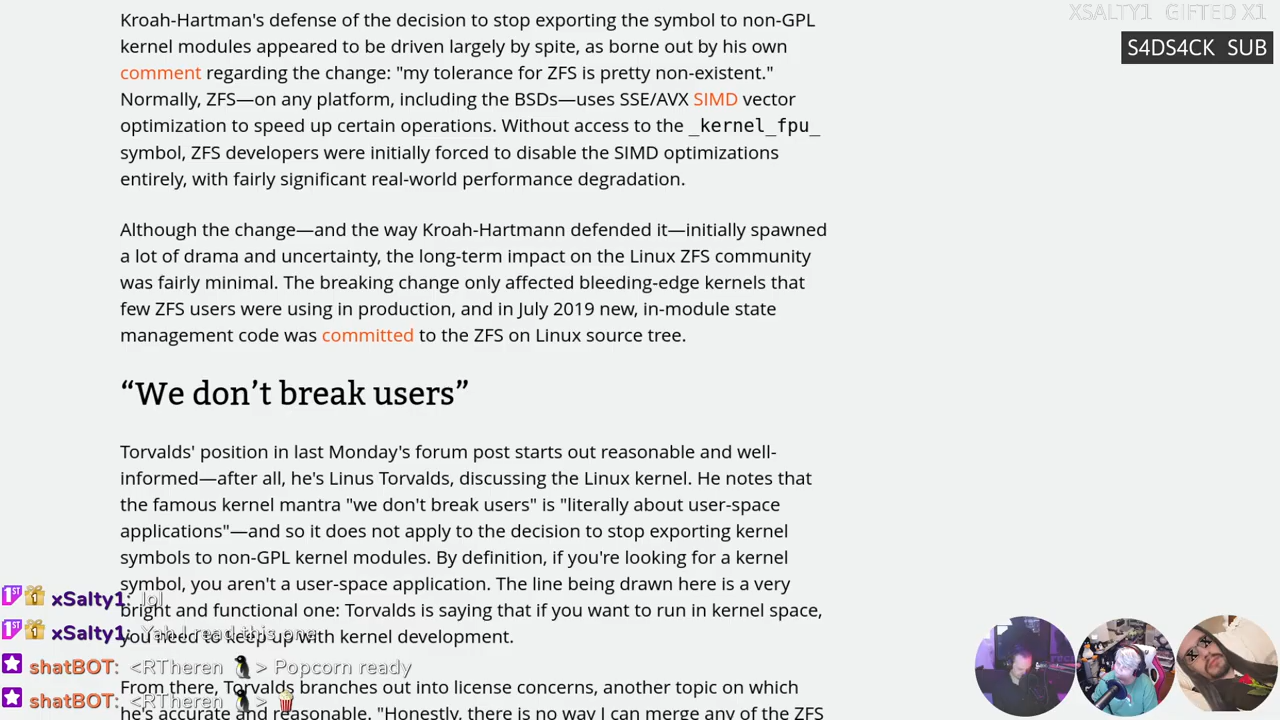 XSALTY1 GIFTED X1
S4DS4CK SUB
Kroah-Hartman's defense of the decision to stop exporting the symbol to non-GPL
kernel modules appeared to be driven largely by spite, as borne out by his own
comment regarding the change: "my tolerance for ZFS is pretty non-existent."
Normally, ZFS—on any platform, including the BSDs—uses SSE/AVX SIMD vector
optimization to speed up certain operations. Without access to the _kernel_fpu_
symbol, ZFS developers were initially forced to disable the SIMD optimizations
entirely, with fairly significant real-world performance degradation.
Although the change—and the way Kroah-Hartmann defended it—initially spawned
a lot of drama and uncertainty, the long-term impact on the Linux ZFS community
was fairly minimal. The breaking change only affected bleeding-edge kernels that
few ZFS users were using in production, and in July 2019 new, in-module state
management code was committed to the ZFS on Linux source tree.
“We don’t break users”
Torvalds' position in last Monday's forum post starts out reasonable and well-
informed—after all, he's Linus Torvalds, discussing the Linux kernel. He notes that
the famous kernel mantra "we don't break users" is "literally about user-space
applications"—and so it does not apply to the decision to stop exporting kernel
symbols to non-GPL kernel modules. By definition, if you're looking for a kernel
symbol, you aren't a user-space application. The line being drawn here is a very
bright and functional one: Torvalds is saying that if you want to run in kernel space,
you need to keep up with kernel development.
From there, Torvalds branches out into license concerns, another topic on which
he's accurate and reasonable. "Honestly, there is no way I can merge any of the ZFS
1ST 1 xSalty1: lol
1ST 1 xSalty1: Yah I read this one
shatBOT: <RTheren 🐧> Popcorn ready
shatBOT: <RTheren 🐧> 🍿